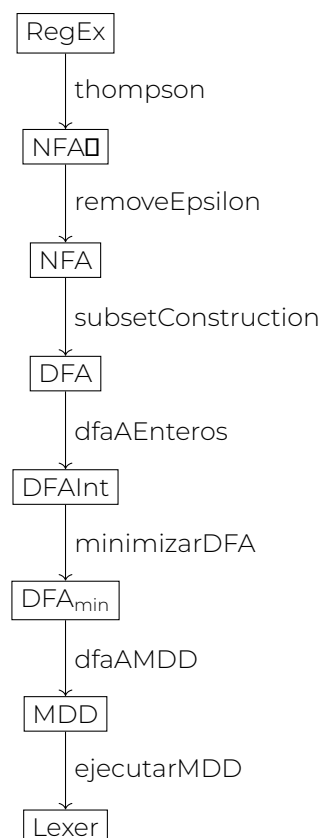 RegEx
thompson
NFA▯
removeEpsilon
NFA
subsetConstruction
DFA
dfaAEnteros
DFAInt
minimizarDFA
DFAmin
dfaAMDD
MDD
ejecutarMDD
Lexer